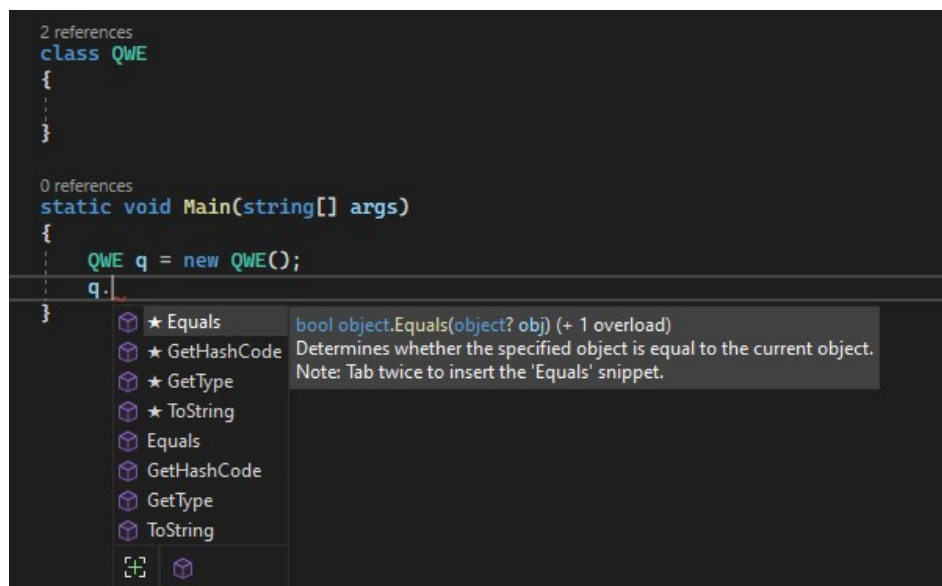 2 references
class QWE
{
}
0 references
static void Main(string[] args)
{
QWE q = new QWE();
q.
}
★ Equals
bool object.Equals(object? obj) (+ 1 overload)
Determines whether the specified object is equal to the current object.
Note: Tab twice to insert the 'Equals' snippet.
★ GetHashCode
★ GetType
★ ToString
Equals
GetHashCode
GetType
ToString